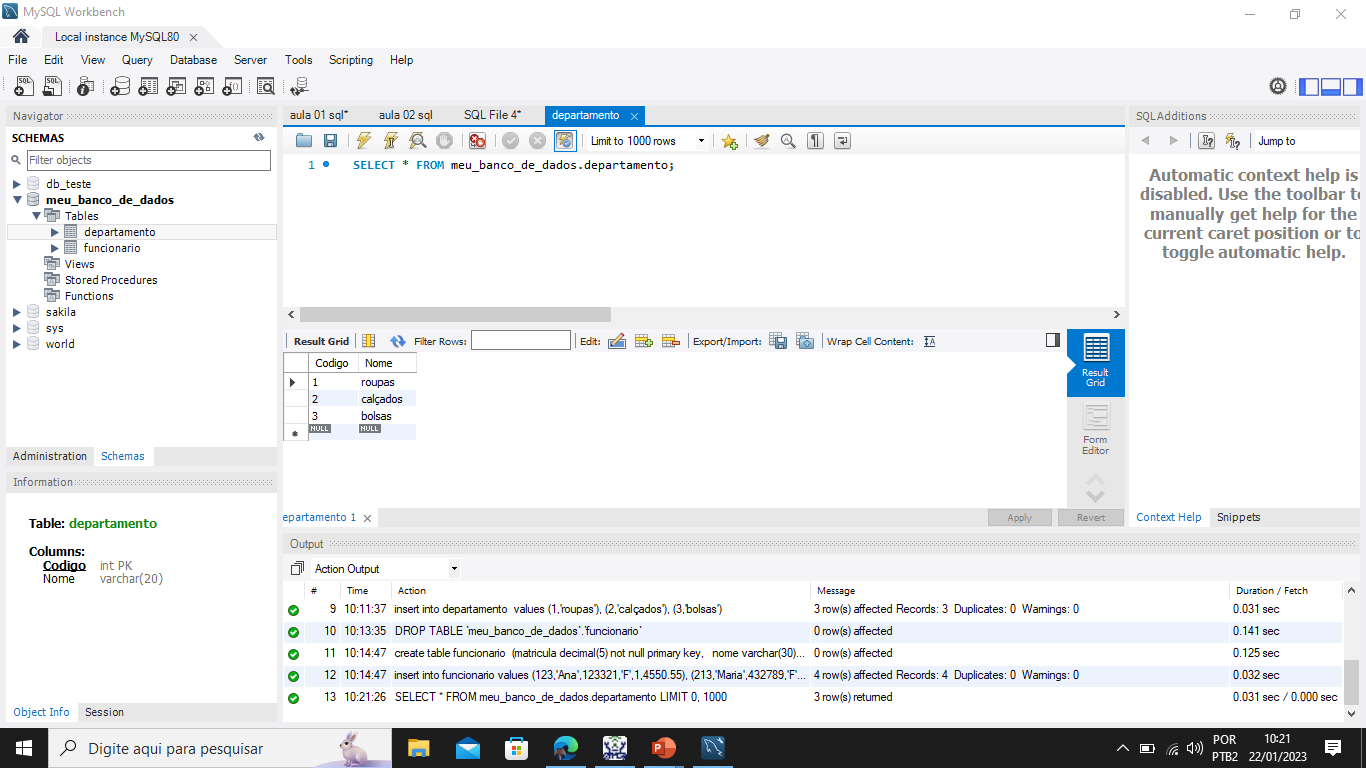 MySQL Workbench
Local instance MySQL80
File Edit View Query Database Server Tools Scripting Help
Navigator
SCHEMAS
Filter objects
db_teste
meu_banco_de_dados
Tables
departamento
funcionario
Views
Stored Procedures
Functions
sakila
sys
world
Administration Schemas
Information
Table: departamento
Columns:
Codigo int PK
Nome varchar(20)
Object Info Session
aula 01 sql* aula 02 sql SQL File 4* departamento
Limit to 1000 rows
1 SELECT * FROM meu_banco_de_dados.departamento;
Result Grid Filter Rows: Edit: Export/Import: Wrap Cell Content:
Codigo Nome
1 roupas
2 calçados
3 bolsas
NULL NULL
Result
Grid
Form
Editor
epartamento 1
Apply Revert
SQLAdditions
Jump to
Automatic context help is
disabled. Use the toolbar to
manually get help for the
current caret position or to
toggle automatic help.
Context Help Snippets
Output
Action Output
# Time Action Message Duration / Fetch
9 10:11:37 insert into departamento values (1,'roupas'), (2,'calçados'), (3,'bolsas') 3 row(s) affected Records: 3 Duplicates: 0 Warnings: 0 0.031 sec
10 10:13:35 DROP TABLE `meu_banco_de_dados`.`funcionario` 0 row(s) affected 0.141 sec
11 10:14:47 create table funcionario (matricula decimal(5) not null primary key, nome varchar(30)... 0 row(s) affected 0.125 sec
12 10:14:47 insert into funcionario values (123,'Ana',123321,'F',1,4550.55), (213,'Maria',432789,'F'... 4 row(s) affected Records: 4 Duplicates: 0 Warnings: 0 0.032 sec
13 10:21:26 SELECT * FROM meu_banco_de_dados.departamento LIMIT 0, 1000 3 row(s) returned 0.031 sec / 0.000 sec
Digite aqui para pesquisar
POR
PTB2
10:21
22/01/2023